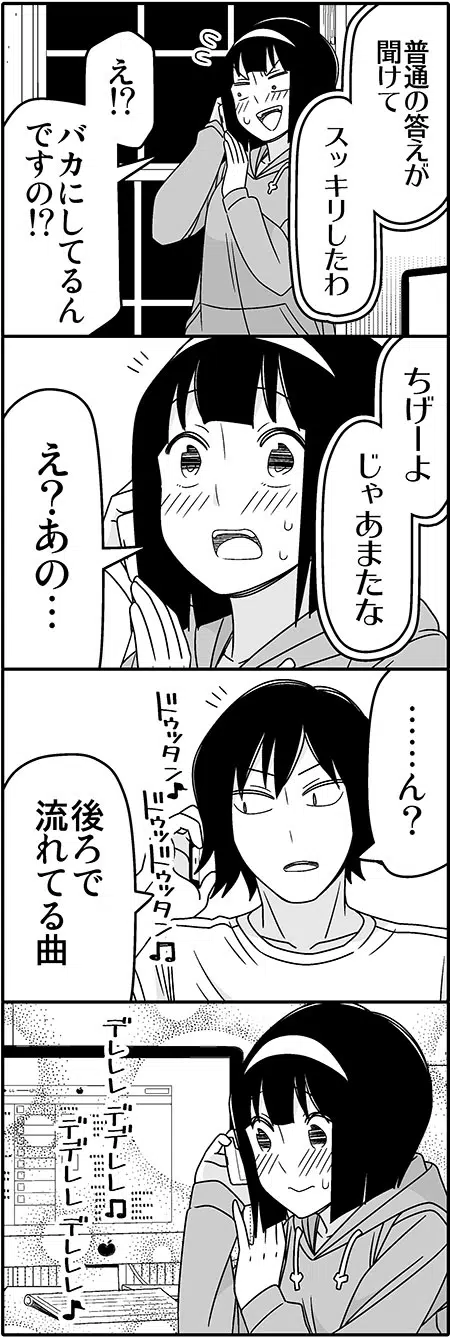 普通の答えが
聞けて
スッキリしたわ
え!?
バカにしてるん
ですの!?
ちげーよ
じゃあまたな
え?あの…
………ん?
ドゥッタン♪
ドゥッドゥッタン♫
後ろで
流れてる曲
デレレレ デデレレ♫
デデレレ デレレレ♪